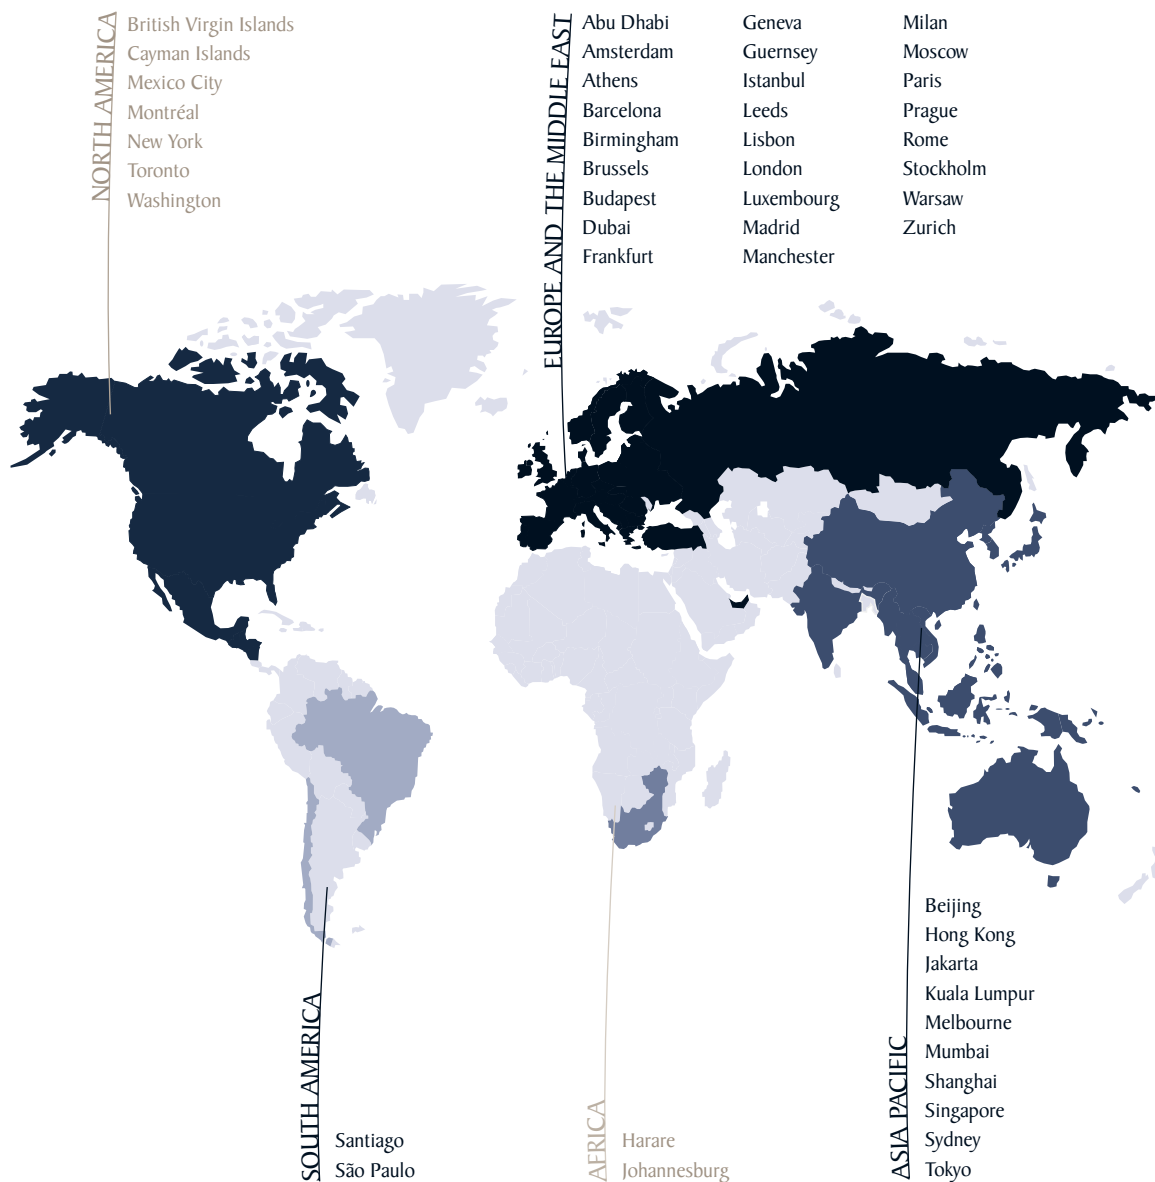 NORTH AMERICA
British Virgin Islands
Cayman Islands
Mexico City
Montréal
New York
Toronto
Washington
EUROPE AND THE MIDDLE EAST
Abu Dhabi
Amsterdam
Athens
Barcelona
Birmingham
Brussels
Budapest
Dubai
Frankfurt
Geneva
Guernsey
Istanbul
Leeds
Lisbon
London
Luxembourg
Madrid
Manchester
Milan
Moscow
Paris
Prague
Rome
Stockholm
Warsaw
Zurich
SOUTH AMERICA
Santiago
São Paulo
AFRICA
Harare
Johannesburg
ASIA PACIFIC
Beijing
Hong Kong
Jakarta
Kuala Lumpur
Melbourne
Mumbai
Shanghai
Singapore
Sydney
Tokyo